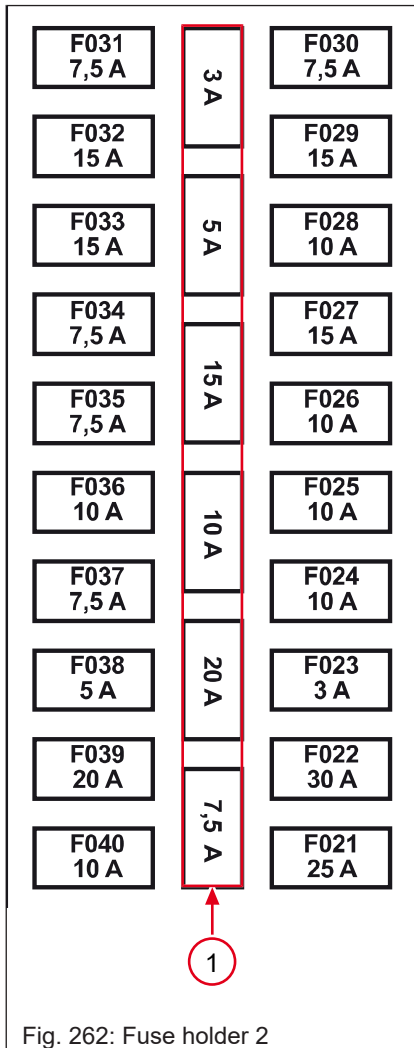 F031
7,5 A
F032
15 A
F033
15 A
F034
7,5 A
F035
7,5 A
F036
10 A
F037
7,5 A
F038
5 A
F039
20 A
F040
10 A
3 A
5 A
15 A
10 A
20 A
7,5 A
F030
7,5 A
F029
15 A
F028
10 A
F027
15 A
F026
10 A
F025
10 A
F024
10 A
F023
3 A
F022
30 A
F021
25 A
1
Fig. 262: Fuse holder 2